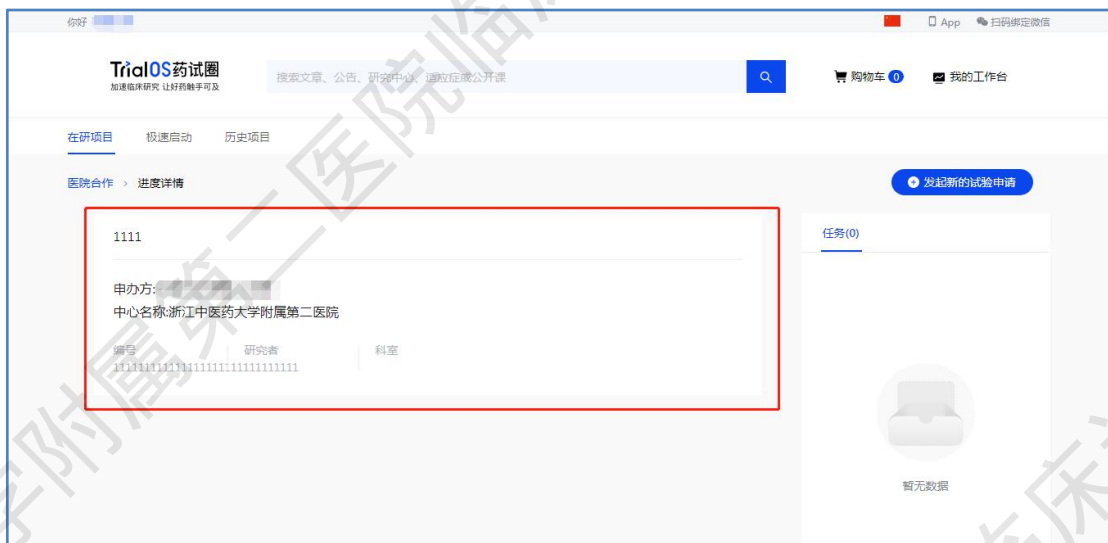 你好
App 扫码绑定微信
TrialOS药试圈
加速临床研究 让好药触手可及
搜索文章、公告、研究中心、适应症或公开课
购物车 0 我的工作台
在研项目 极速启动 历史项目
医院合作 > 进度详情
发起新的试验申请
1111
任务(0)
申办方:
中心名称:浙江中医药大学附属第二医院
编号 研究者 科室
暂无数据